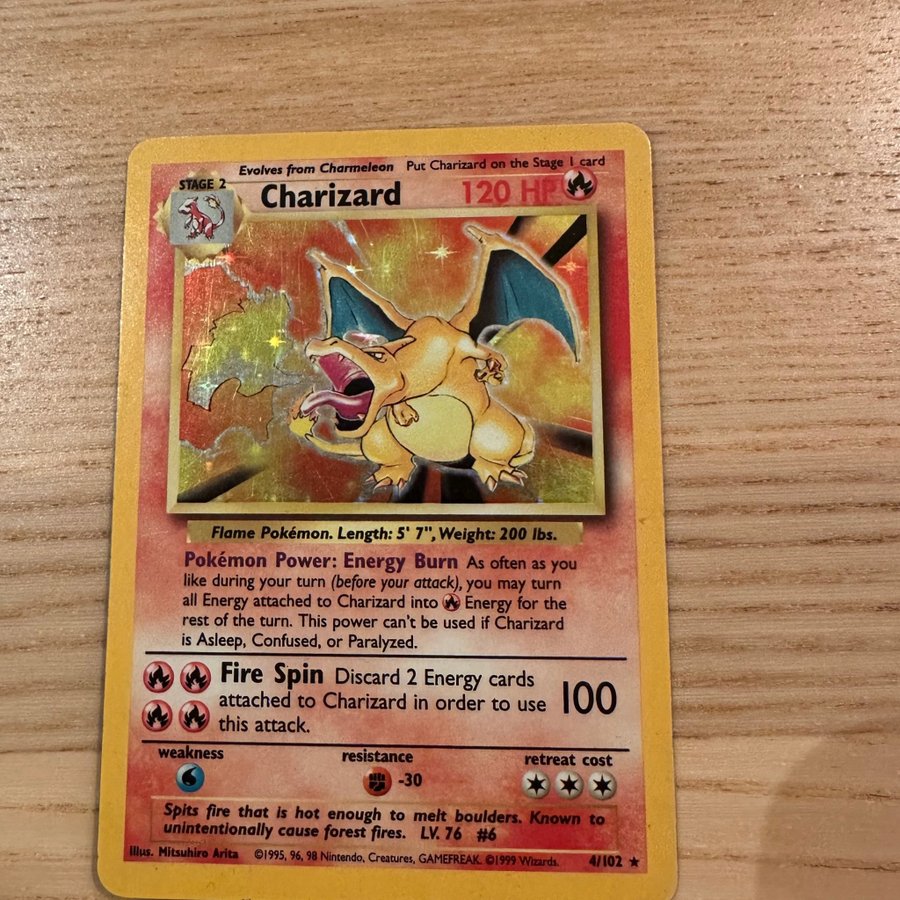 Evolves from Charmeleon Put Charizard on the Stage 1 card
STAGE 2
Charizard 120 HP
Flame Pokémon. Length: 5' 7", Weight: 200 lbs.
Pokémon Power: Energy Burn As often as you
like during your turn (before your attack), you may turn
all Energy attached to Charizard into Energy for the
rest of the turn. This power can't be used if Charizard
is Asleep, Confused, or Paralyzed.
Fire Spin Discard 2 Energy cards
attached to Charizard in order to use 100
this attack.
weakness resistance retreat cost
-30
Spits fire that is hot enough to melt boulders. Known to
unintentionally cause forest fires. LV. 76 #6
Illus. Mitsuhiro Arita ©1995, 96, 98 Nintendo, Creatures, GAMEFREAK. ©1999 Wizards. 4/102 ★